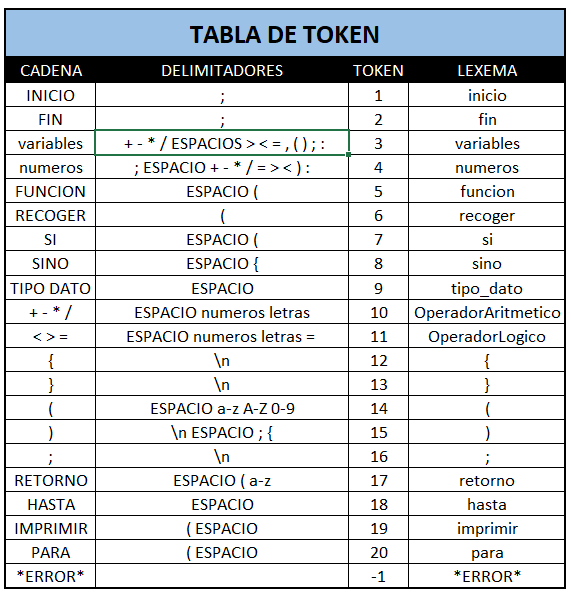 TABLA DE TOKEN
CADENA DELIMITADORES TOKEN LEXEMA
INICIO ; 1 inicio
FIN ; 2 fin
variables + - * / ESPACIOS > < = , ( ) ; : 3 variables
numeros ; ESPACIO + - * / = > < ) : 4 numeros
FUNCION ESPACIO ( 5 funcion
RECOGER ( 6 recoger
SI ESPACIO ( 7 si
SINO ESPACIO { 8 sino
TIPO DATO ESPACIO 9 tipo_dato
+ - * / ESPACIO numeros letras 10 OperadorAritmetico
< > = ESPACIO numeros letras = 11 OperadorLogico
{ \n 12 {
} \n 13 }
( ESPACIO a-z A-Z 0-9 14 (
) \n ESPACIO ; { 15 )
; \n 16 ;
RETORNO ESPACIO ( a-z 17 retorno
HASTA ESPACIO 18 hasta
IMPRIMIR ( ESPACIO 19 imprimir
PARA ( ESPACIO 20 para
*ERROR* -1 *ERROR*